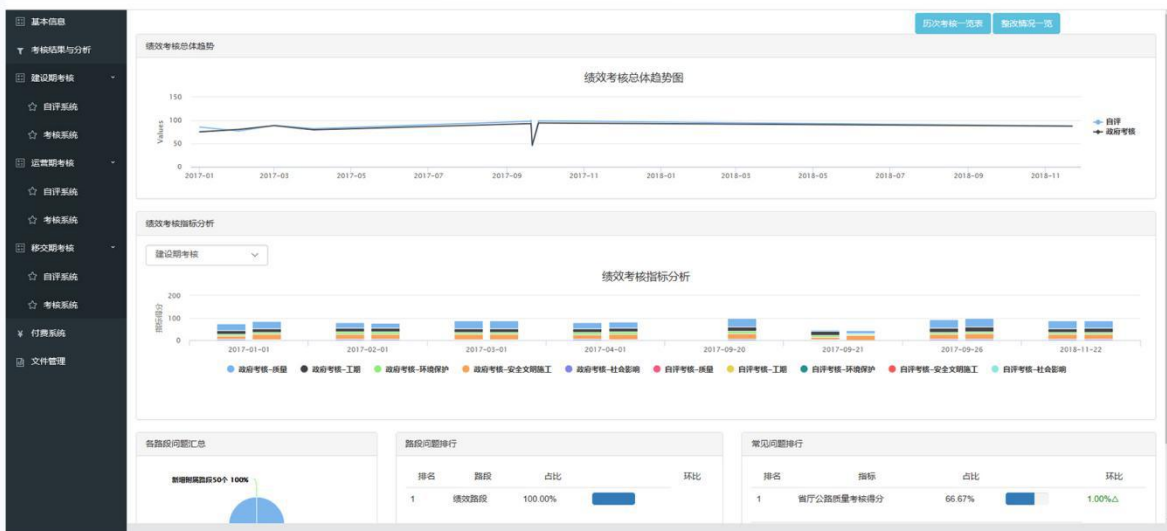 基本信息
考核结果与分析
建设期考核
自评系统
考核系统
运营期考核
自评系统
考核系统
移交期考核
自评系统
考核系统
付费系统
文件管理
历次考核一览表 整改情况一览
绩效考核总体趋势
绩效考核总体趋势图
150
100
50
0
Values
2017-01 2017-03 2017-05 2017-07 2017-09 2017-11 2018-01 2018-03 2018-05 2018-07 2018-09 2018-11
自评
政府考核
绩效考核指标分析
建设期考核
绩效考核指标分析
200
100
0
指标得分
2017-01-01 2017-02-01 2017-03-01 2017-04-01 2017-09-20 2017-09-21 2017-09-26 2018-11-22
政府考核-质量 政府考核-工期 政府考核-环境保护 政府考核-安全文明施工 政府考核-社会影响 自评考核-质量 自评考核-工期 自评考核-环境保护 自评考核-安全文明施工 自评考核-社会影响
各路段问题汇总
新增附属路段50个 100%
路段问题排行
排名 路段 占比 环比
1 绩效路段 100.00%
常见问题排行
排名 指标 占比 环比
1 省厅公路质量考核得分 66.67% 1.00%△